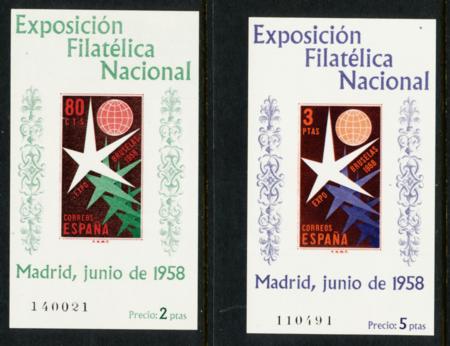 Exposición
Filatélica
Nacional
80
CTS
EXPO
BRUSELAS
1958
CORREOS
ESPAÑA
Madrid, junio de 1958
140021
Precio: 2 ptas
Exposición
Filatélica
Nacional
3
PTAS
EXPO
BRUSELAS
1958
CORREOS
ESPAÑA
Madrid, junio de 1958
110491
Precio: 5 ptas